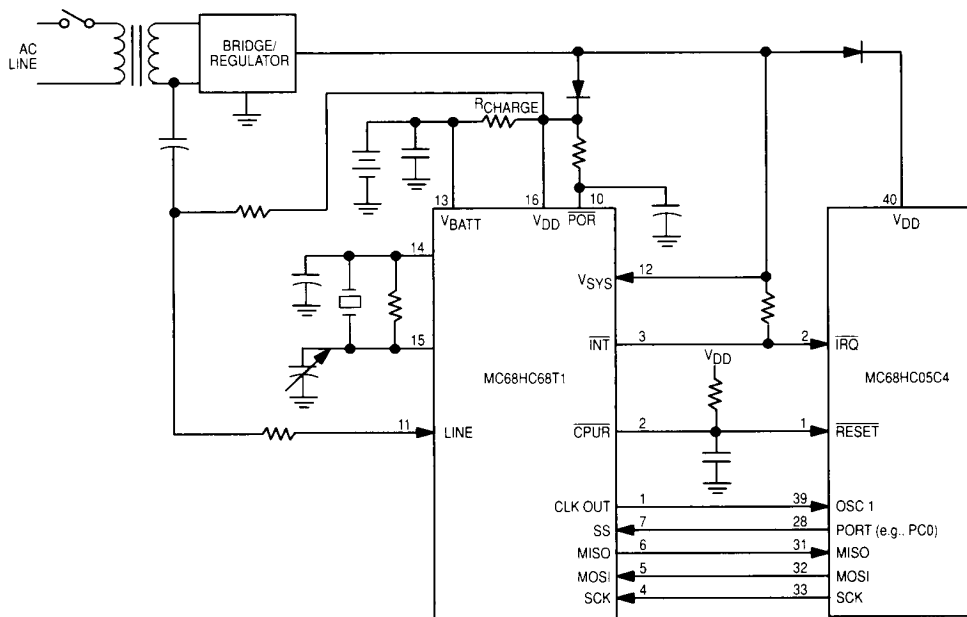 AC
LINE
BRIDGE/
REGULATOR
RCHARGE
13
16
10
40
VBATT
VDD
POR
VDD
14
12
VSYS
15
INT
3
2
IRQ
VDD
MC68HC68T1
MC68HC05C4
11
LINE
CPUR
2
1
RESET
CLK OUT
1
39
OSC 1
SS
7
28
PORT (e.g.. PC0)
MISO
6
31
MISO
MOSI
5
32
MOSI
SCK
4
33
SCK